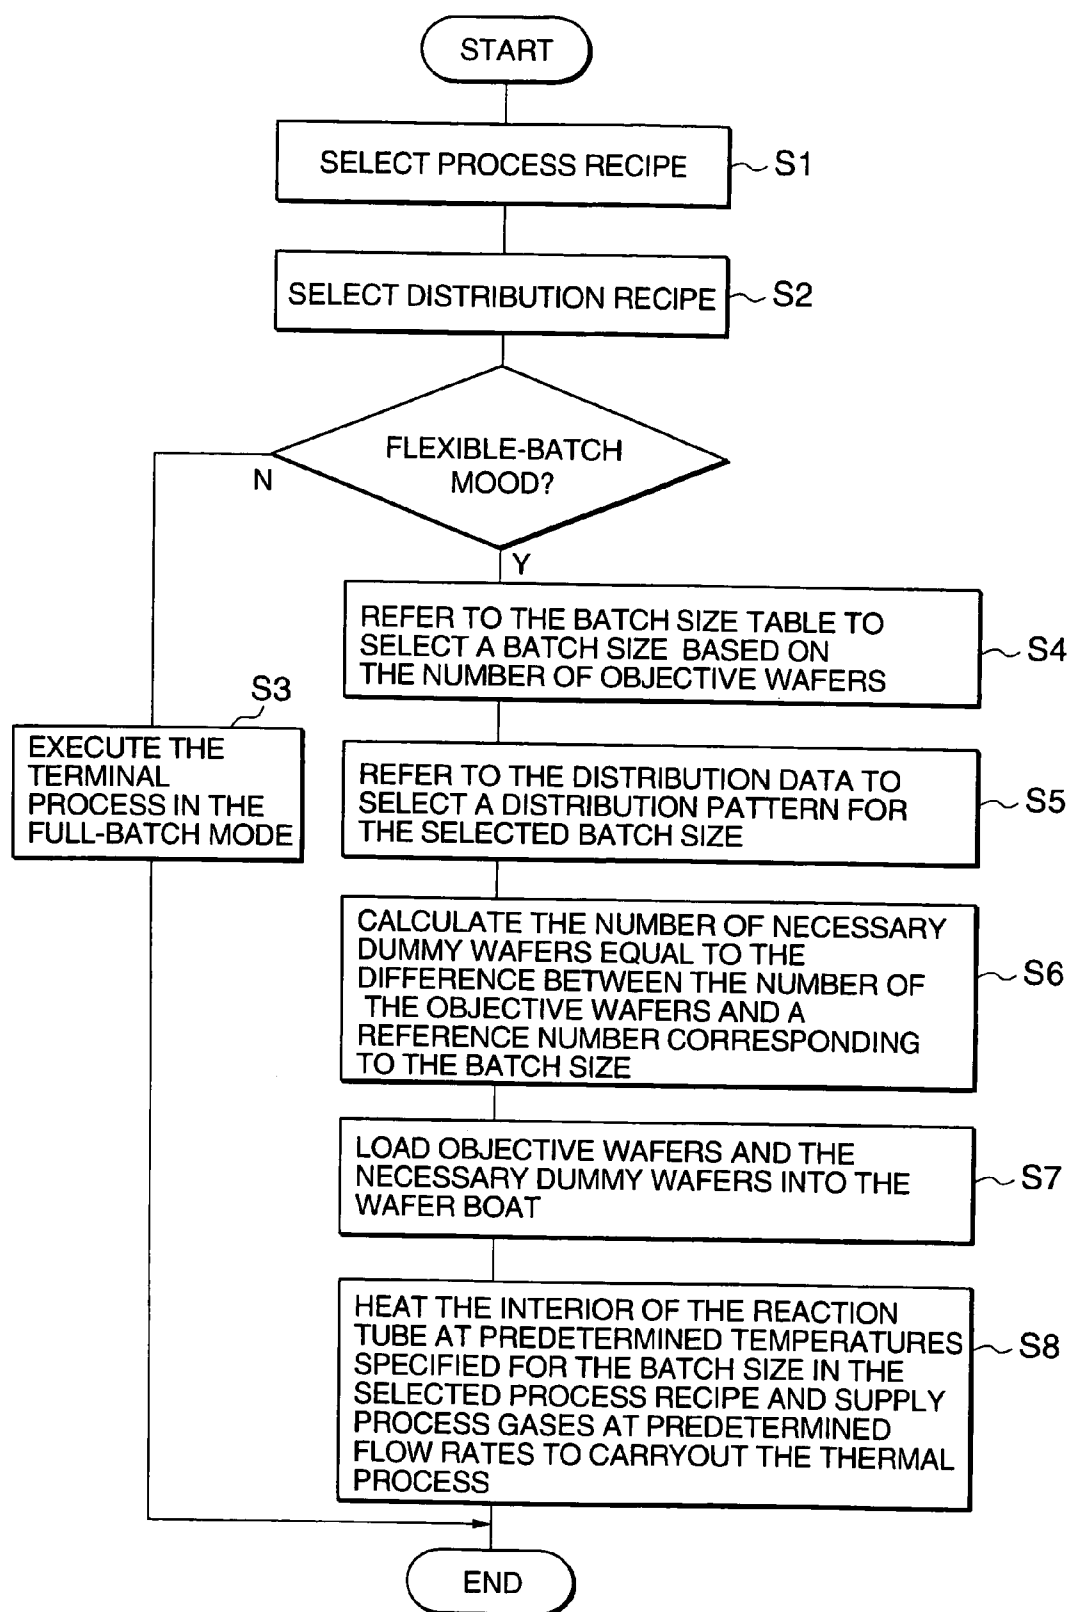 START
SELECT PROCESS RECIPE
S1
SELECT DISTRIBUTION RECIPE
S2
FLEXIBLE-BATCH
MOOD?
N
Y
REFER TO THE BATCH SIZE TABLE TO
SELECT A BATCH SIZE BASED ON
THE NUMBER OF OBJECTIVE WAFERS
S4
S3
EXECUTE THE
TERMINAL
PROCESS IN THE
FULL-BATCH MODE
REFER TO THE DISTRIBUTION DATA TO
SELECT A DISTRIBUTION PATTERN FOR
THE SELECTED BATCH SIZE
S5
CALCULATE THE NUMBER OF NECESSARY
DUMMY WAFERS EQUAL TO THE
DIFFERENCE BETWEEN THE NUMBER OF
THE OBJECTIVE WAFERS AND A
REFERENCE NUMBER CORRESPONDING
TO THE BATCH SIZE
S6
LOAD OBJECTIVE WAFERS AND THE
NECESSARY DUMMY WAFERS INTO THE
WAFER BOAT
S7
HEAT THE INTERIOR OF THE REACTION
TUBE AT PREDETERMINED TEMPERATURES
SPECIFIED FOR THE BATCH SIZE IN THE
SELECTED PROCESS RECIPE AND SUPPLY
PROCESS GASES AT PREDETERMINED
FLOW RATES TO CARRYOUT THE THERMAL
PROCESS
S8
END